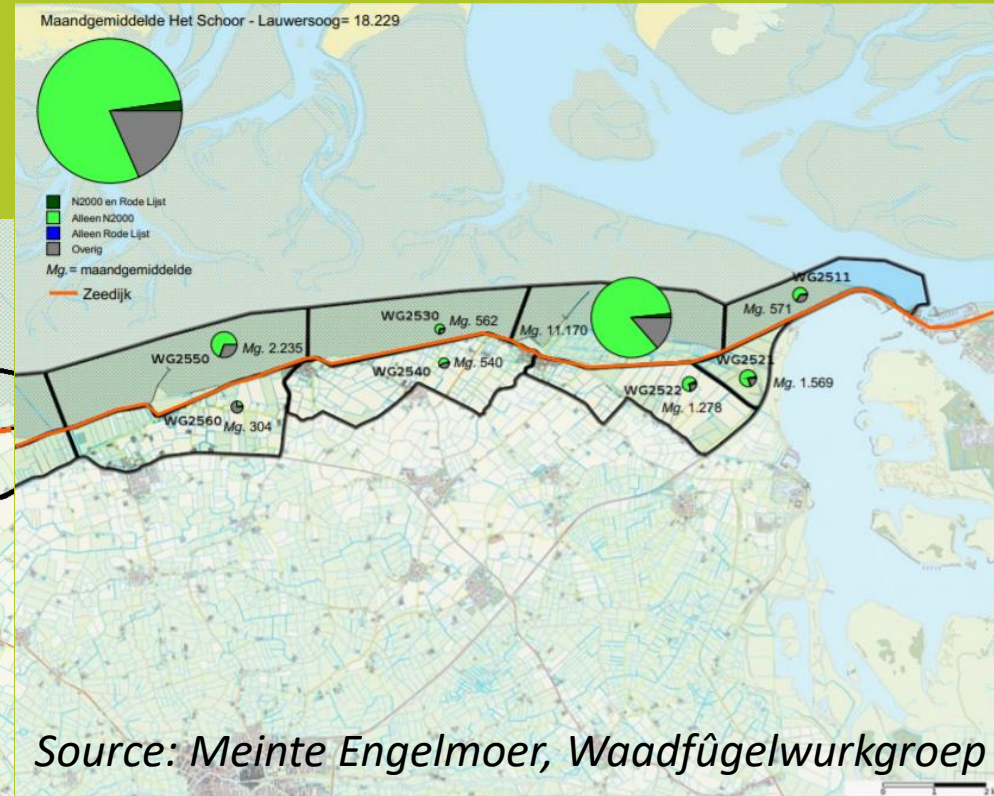 Maandgemiddelde Het Schoor - Lauwersoog= 18.229
N2000 en Rode Lijst
Alleen N2000
Alleen Rode Lijst
Overig
Mg.= maandgemiddelde
Zeedijk
WG2511
Mg. 571
WG2530 Mg. 562
Mg. 11.170
WG2550 Mg. 2.235
WG2540 Mg. 540
WG2521
Mg. 1.569
WG2522
Mg. 1.278
WG2560 Mg. 304
Source: Meinte Engelmoer, Waadfûgelwurkgroep